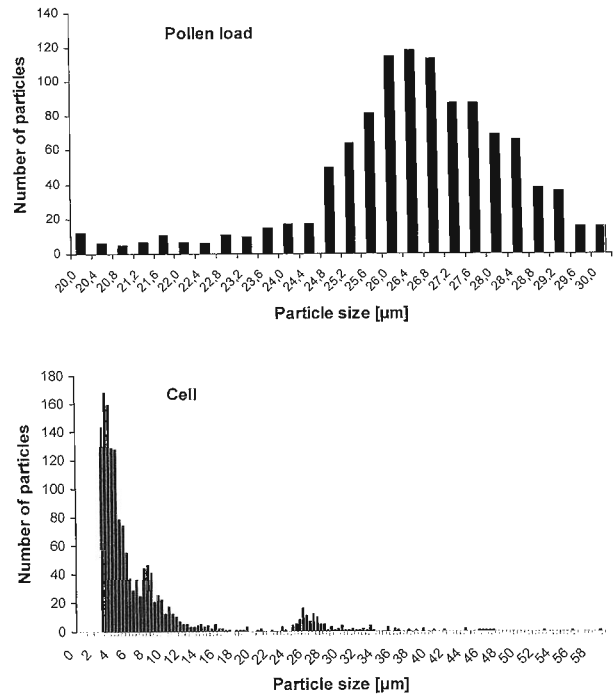 Pollen load
Number of particles
140
120
100
80
60
40
20
0
20,0 20,4 20,8 21,2 21,6 22,0 22,4 22,8 23,2 23,6 24,0 24,4 24,8 25,2 25,6 26,0 26,4 26,8 27,2 27,6 28,0 28,4 28,8 29,2 29,6 30,0
Particle size [µm]
Cell
Number of particles
180
160
140
120
100
80
60
40
20
0
0 2 4 6 8 10 12 14 16 18 20 22 24 26 28 30 32 34 36 38 40 42 44 46 48 50 52 54 56 58
Particle size [µm]